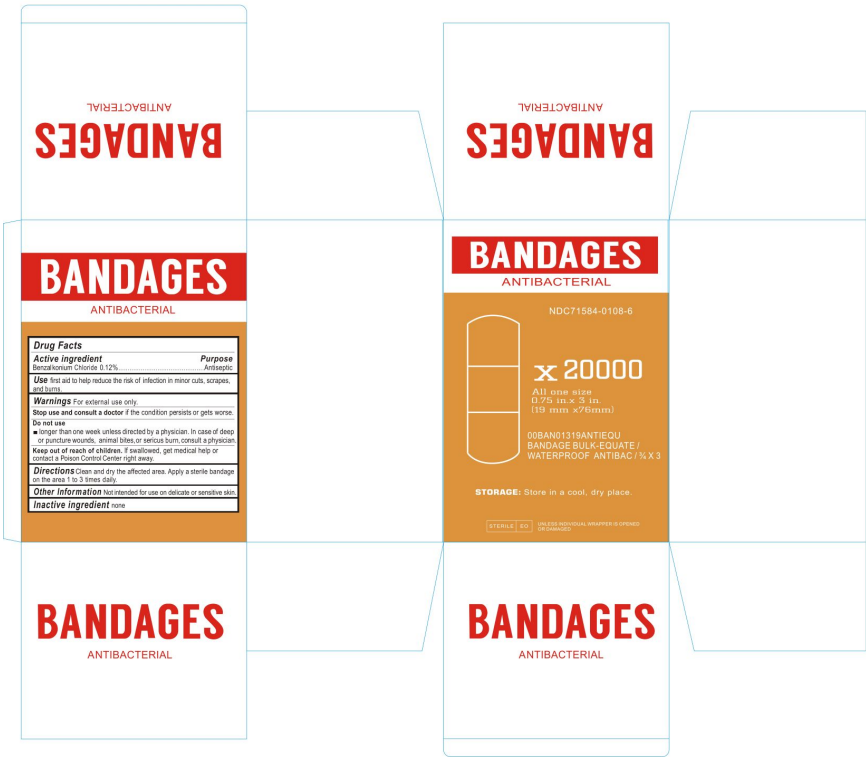 ANTIBACTERIAL
BANDAGES
BANDAGES
ANTIBACTERIAL
Drug Facts
Active ingredient Purpose
Benzalkonium Chloride 0.12%.............................Antiseptic
Use first aid to help reduce the risk of infection in minor cuts, scrapes,
and burns.
Warnings For external use only.
Stop use and consult a doctor if the condition persists or gets worse.
Do not use
■ longer than one week unless directed by a physician. In case of deep
or puncture wounds, animal bites, or sericus burn, consult a physician.
Keep out of reach of children. If swallowed, get medical help or
contact a Poison Control Center right away.
Directions Clean and dry the affected area. Apply a sterile bandage
on the area 1 to 3 times daily.
Other Information Not intended for use on delicate or sensitive skin.
Inactive ingredient none
BANDAGES
ANTIBACTERIAL
ANTIBACTERIAL
BANDAGES
BANDAGES
ANTIBACTERIAL
NDC71584-0108-6
x 20000
All one size
0.75 in.x 3 in.
(19 mm x76mm)
00BAN01319ANTIEQU
BANDAGE BULK-EQUATE /
WATERPROOF ANTIBAC / ¾ X 3
STORAGE: Store in a cool, dry place.
STERILE EO
UNLESS INDIVIDUAL WRAPPER IS OPENED
OR DAMAGED
BANDAGES
ANTIBACTERIAL